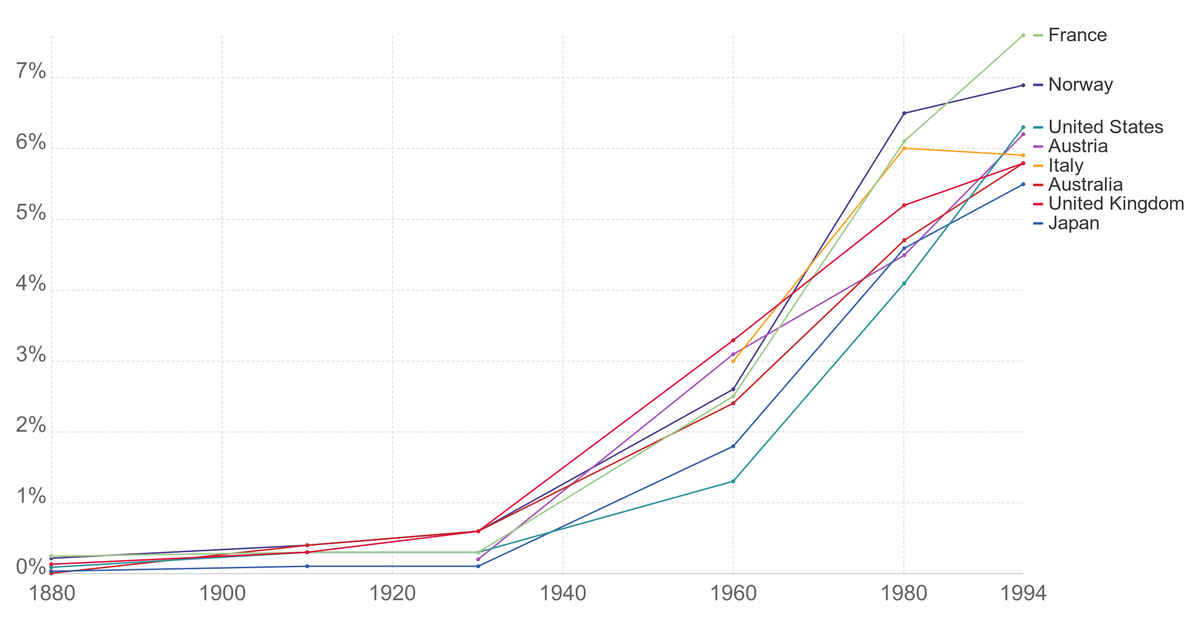 France
7%
Norway
6%
United States
Austria
Italy
5%
Australia
United Kingdom
Japan
4%
3%
2%
1%
0%
1880 1900 1920 1940 1960 1980 1994